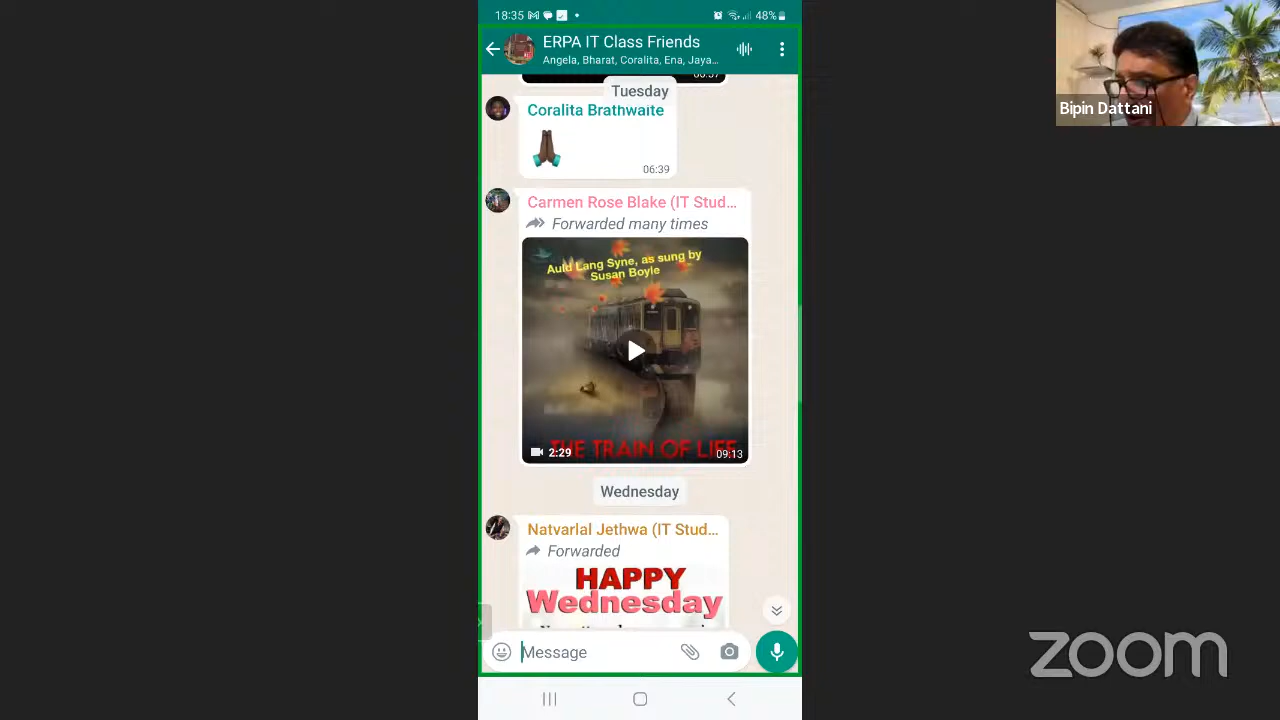 18:35
48%
ERPA IT Class Friends
Angela, Bharat, Coralita, Ena, Jaya...
00:37
Tuesday
Coralita Brathwaite
06:39
Carmen Rose Blake (IT Stud...
Forwarded many times
Auld Lang Syne, as sung by
Susan Boyle
THE TRAIN OF LIFE
2:29
09:13
Wednesday
Natvarlal Jethwa (IT Stud...
Forwarded
HAPPY
Wednesday
Message
Bipin Dattani
zoom